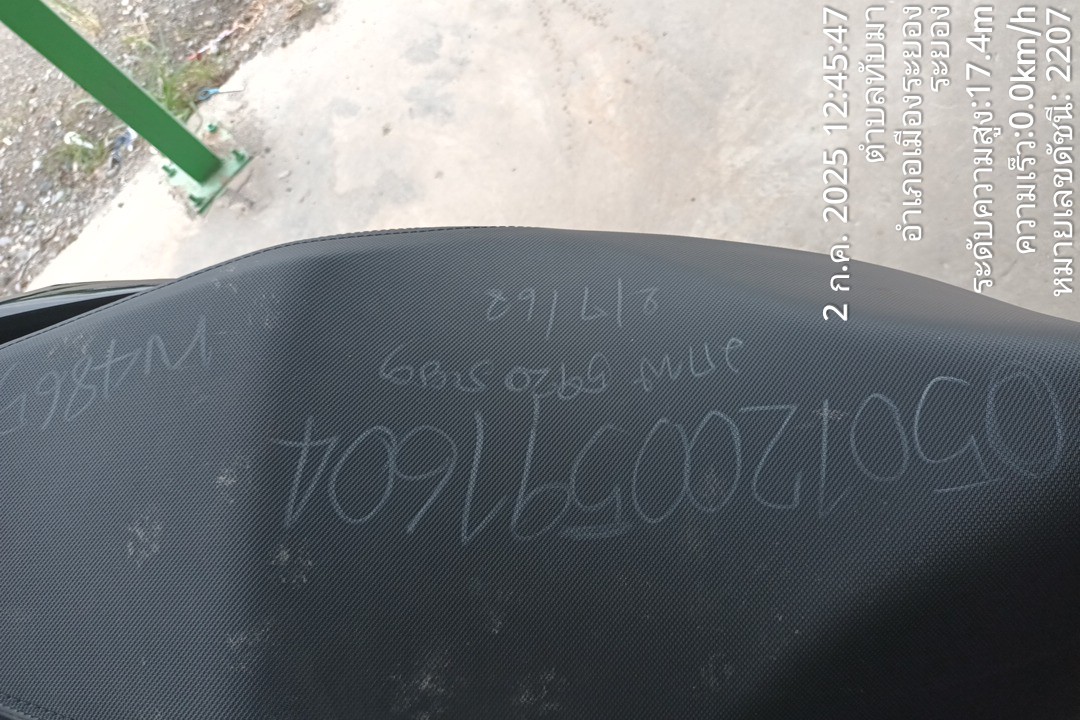 2 ก.ค. 2025 12:45:47
ตำบลทับมา
อำเภอเมืองระยอง
ระยอง
ระดับความสูง:17.4m
ความเร็ว:0.0km/h
หมายเลขดัชนี: 2207
0501200591604
5920
2/7/68